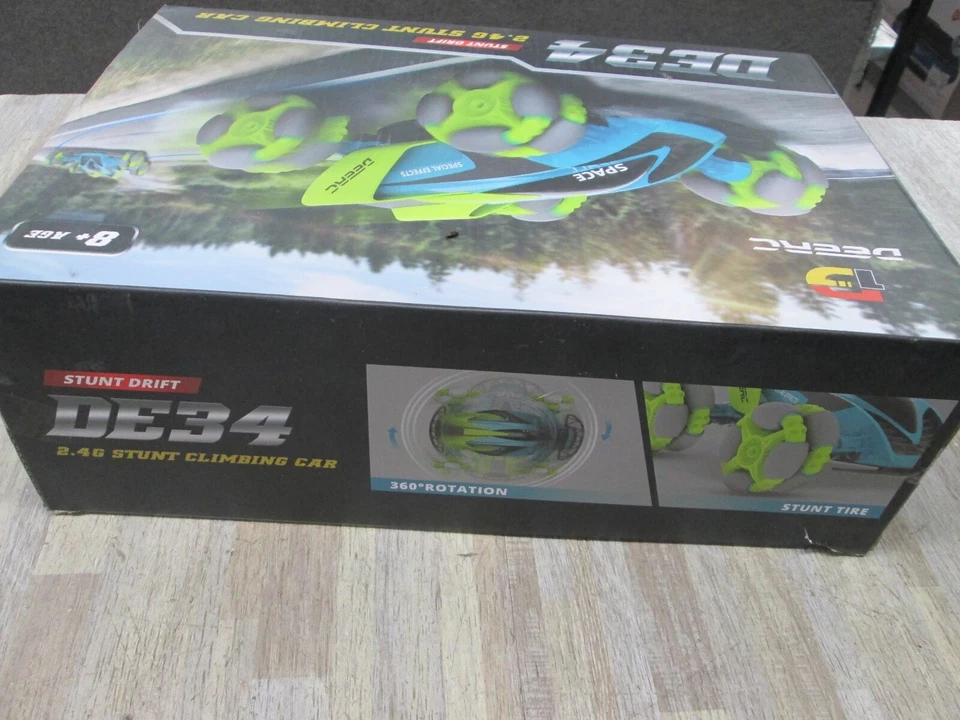 2.4G STUNT CLIMBING CAR
STUNT DRIFT
DE34
SPECIAL EFFECTS
DEERC
SPACE
8+ AGE
DEERC
STUNT DRIFT
DE34
2.4G STUNT CLIMBING CAR
360°ROTATION
STUNT TIRE